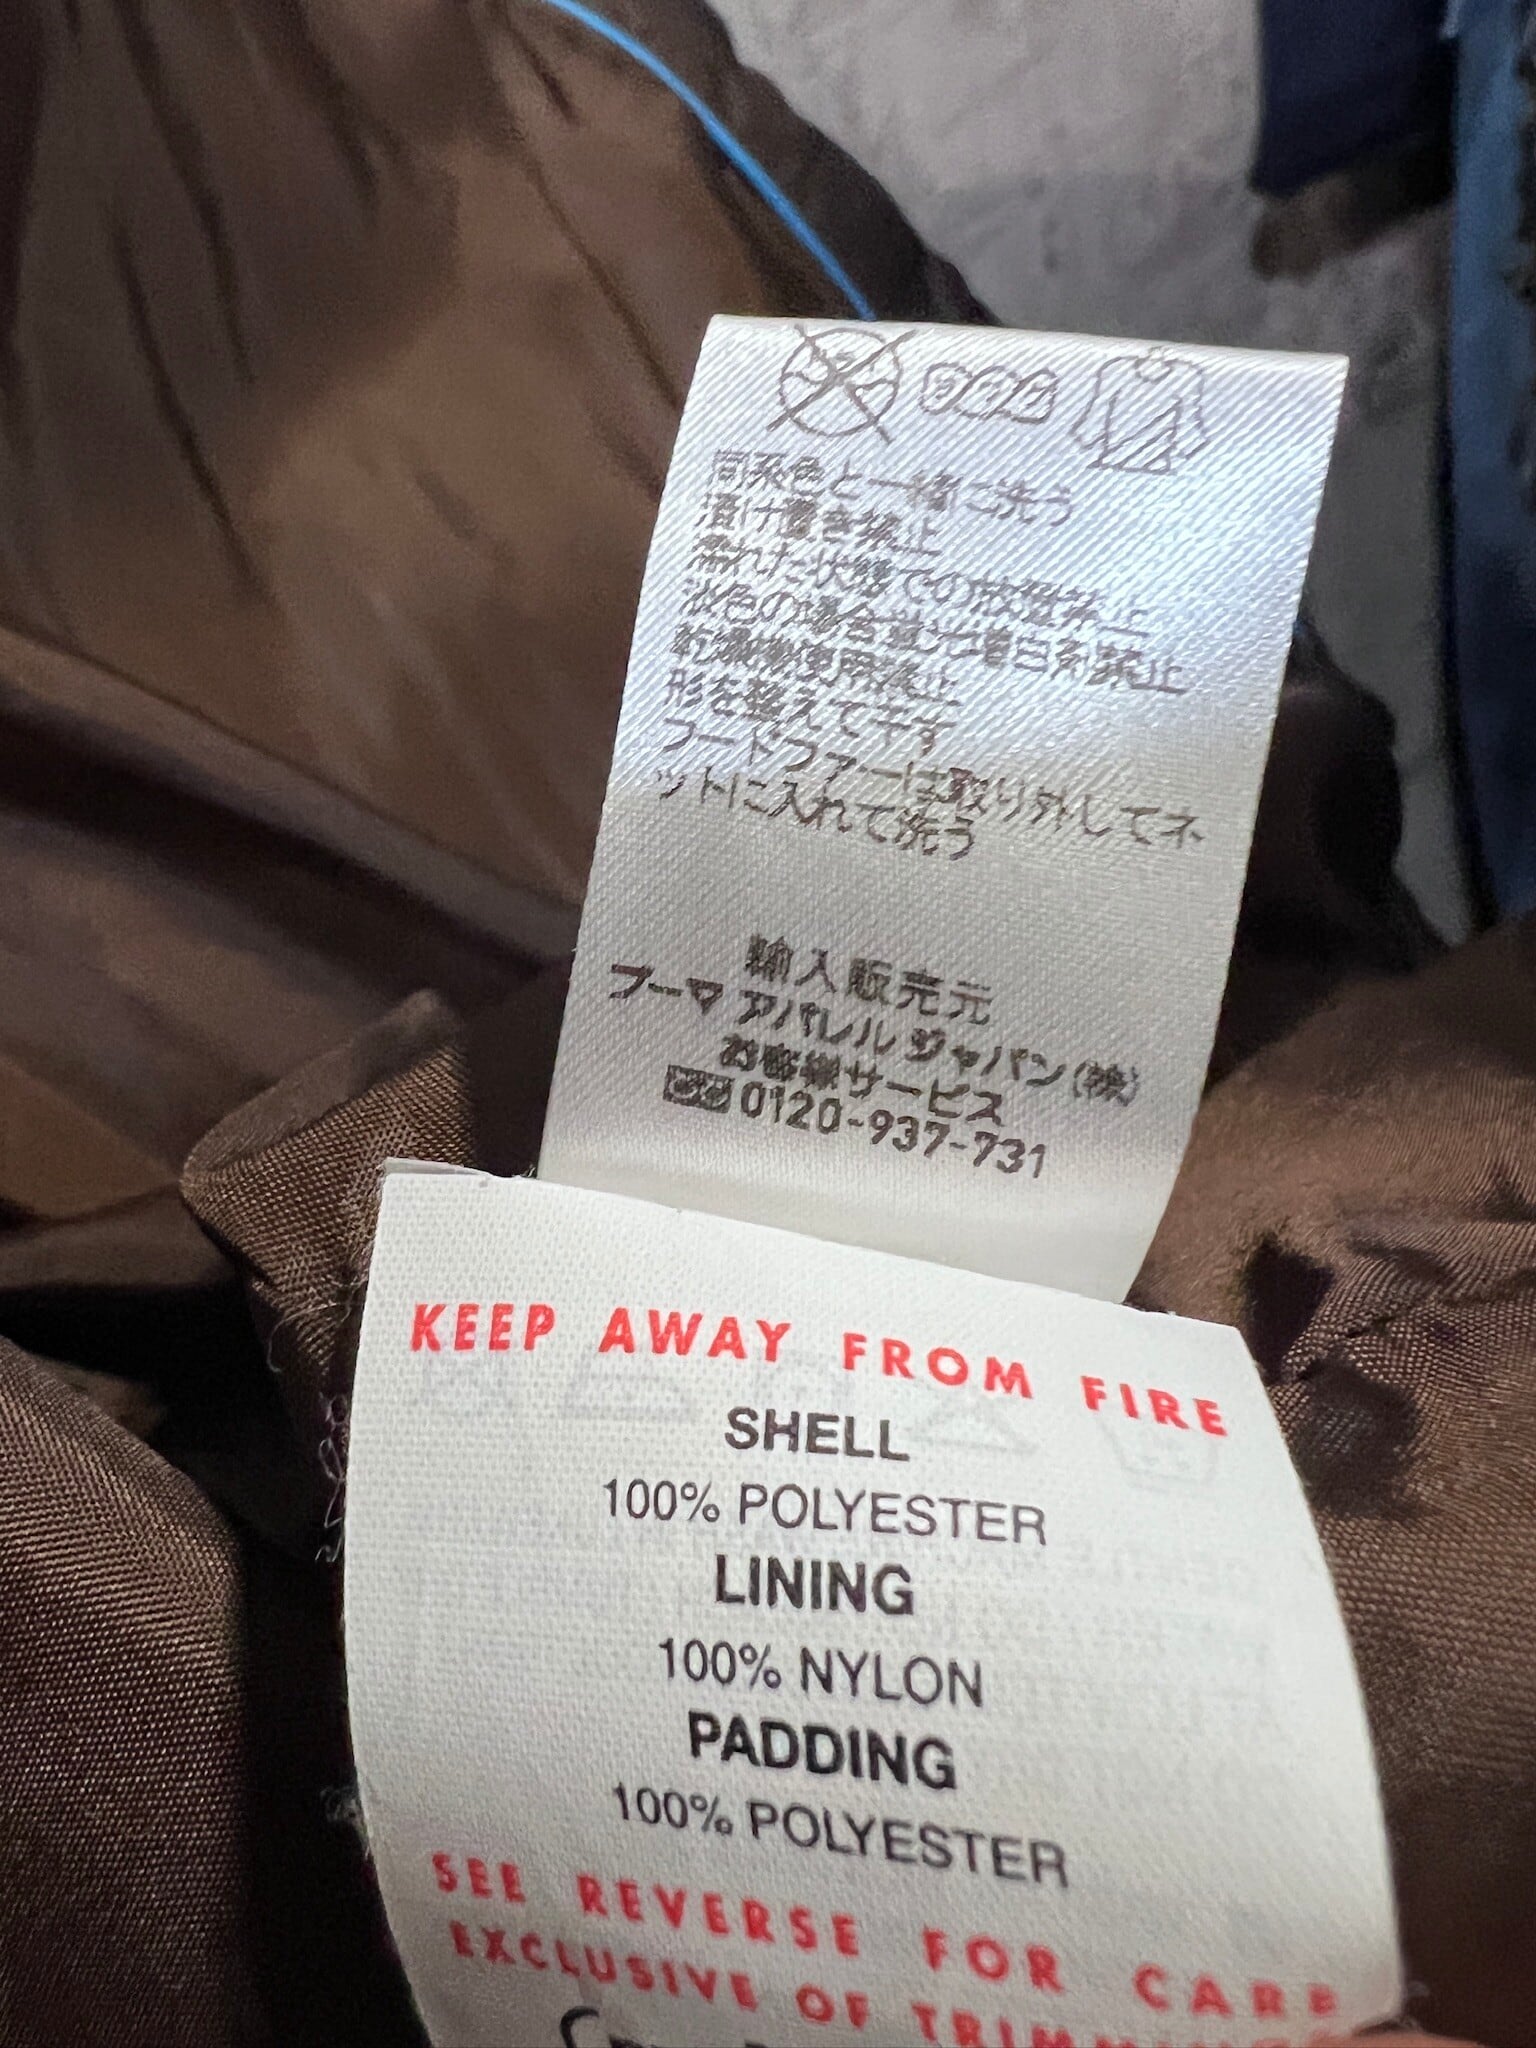 同系色と一緒に洗う
漬け置き禁止
濡れた状態での放置禁止
淡色の場合蛍光増白剤禁止
乾燥機使用禁止
形を整えて干す
フードファーは取り外してネ
ットに入れて洗う
輸入販売元
プーマ アパレル ジャパン(株)
お客様サービス
0120-937-731
KEEP AWAY FROM FIRE
SHELL
100% POLYESTER
LINING
100% NYLON
PADDING
100% POLYESTER
SEE REVERSE FOR CARE
EXCLUSIVE OF